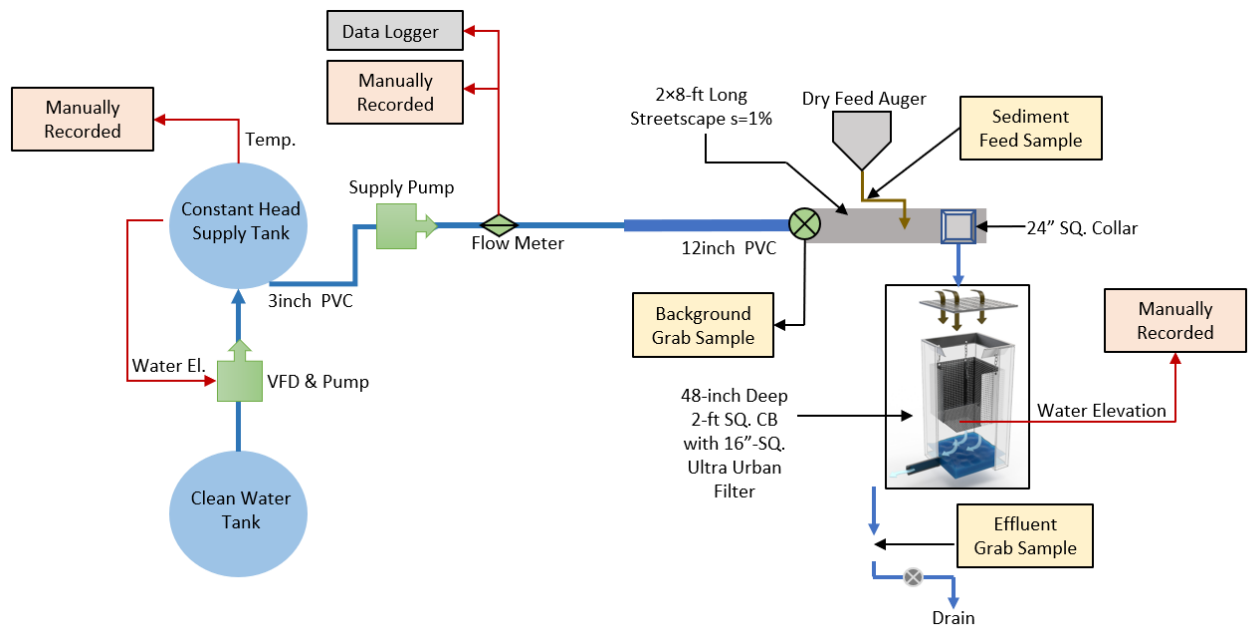 Data Logger
Manually
Recorded
Manually
Recorded
Temp.
2×8-ft Long
Streetscape s=1%
Dry Feed Auger
Sediment
Feed Sample
Supply Pump
Constant Head
Supply Tank
Flow Meter
12inch PVC
24” SQ. Collar
3inch PVC
Background
Grab Sample
Manually
Recorded
Water El.
VFD & Pump
48-inch Deep
2-ft SQ. CB
with 16”-SQ.
Ultra Urban
Filter
Water Elevation
Clean Water
Tank
Effluent
Grab Sample
Drain